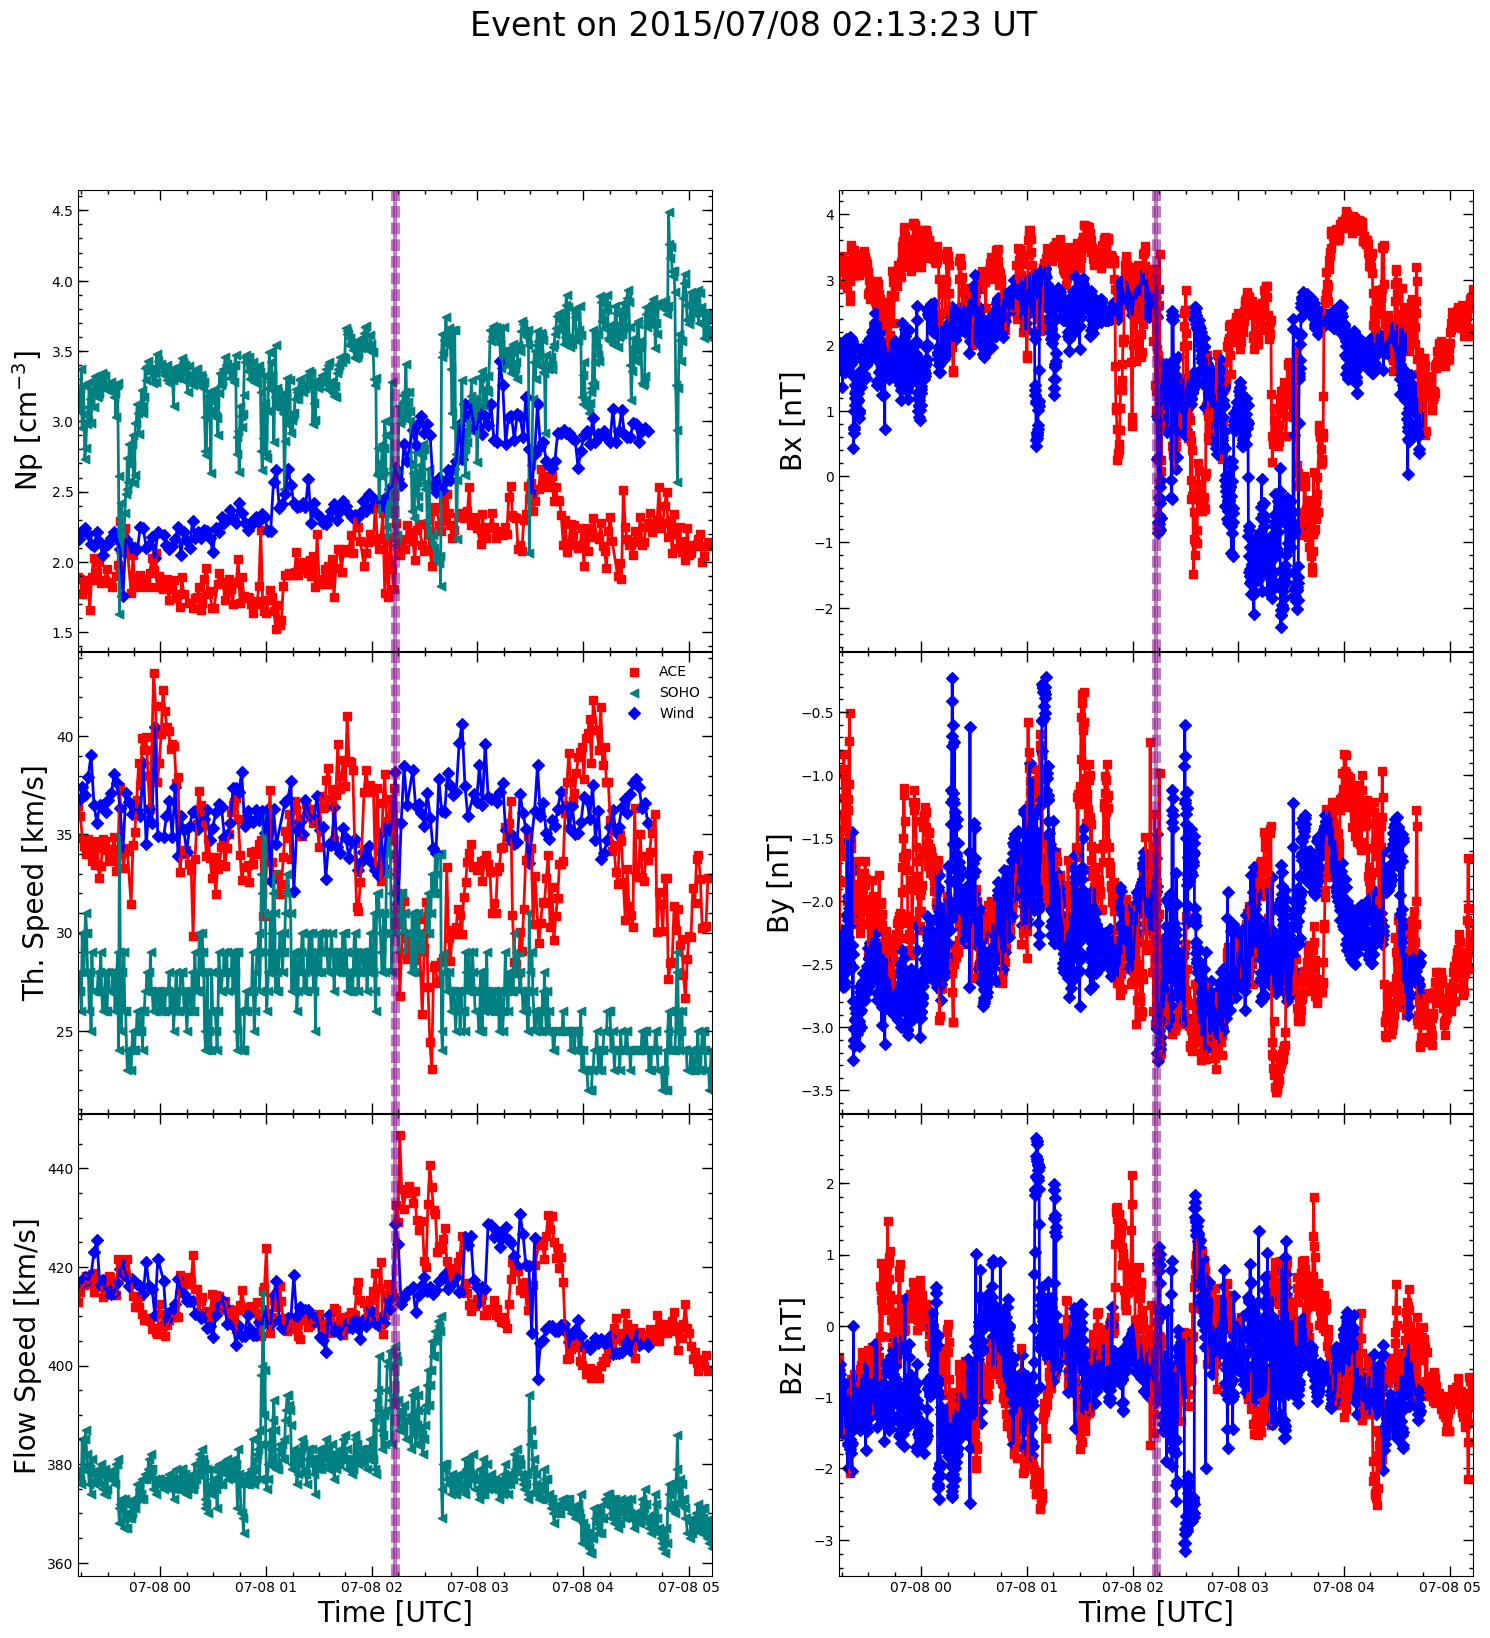 Event on 2015/07/08 02:13:23 UT
Np [cm⁻³]
4.5
4.0
3.5
3.0
2.5
2.0
1.5
Th. Speed [km/s]
40
35
30
25
ACE
SOHO
Wind
Flow Speed [km/s]
440
420
400
380
360
07-08 00 07-08 01 07-08 02 07-08 03 07-08 04 07-08 05
Time [UTC]
Bx [nT]
4
3
2
1
0
−1
−2
By [nT]
−0.5
−1.0
−1.5
−2.0
−2.5
−3.0
−3.5
Bz [nT]
2
1
0
−1
−2
−3
07-08 00 07-08 01 07-08 02 07-08 03 07-08 04 07-08 05
Time [UTC]